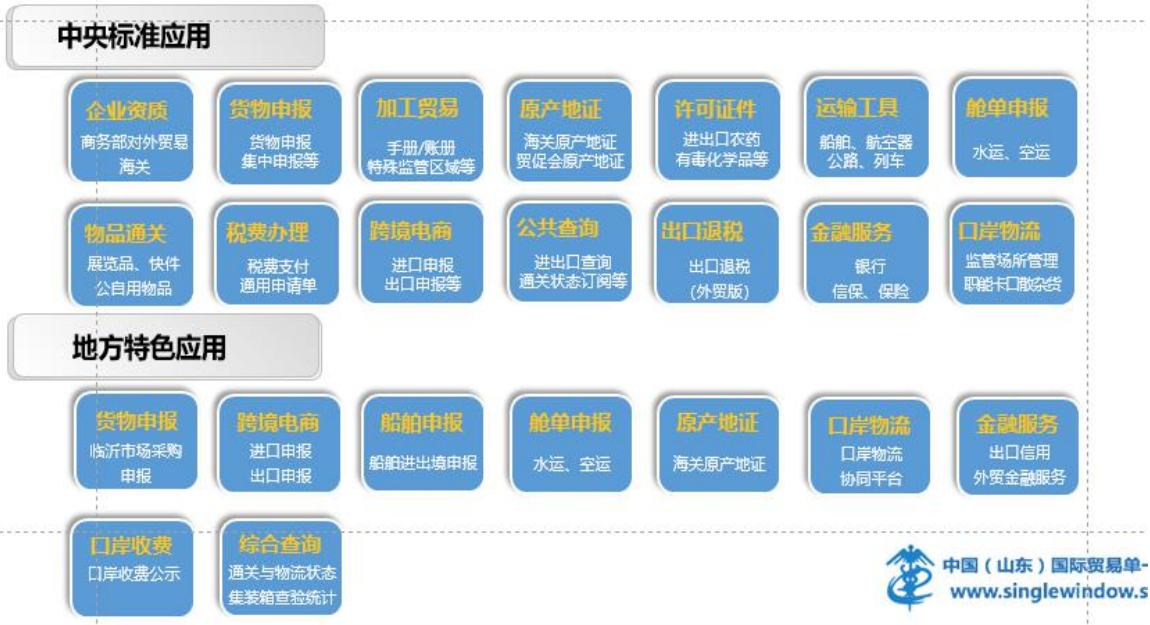 中央标准应用
企业资质
商务部对外贸易
海关
货物申报
货物申报
集中申报等
加工贸易
手册/账册
特殊监管区域等
原产地证
海关原产地证
贸促会原产地证
许可证件
进出口农药
有毒化学品等
运输工具
船舶、航空器
公路、列车
舱单申报
水运、空运
物品通关
展览品、快件
公自用物品
税费办理
税费支付
通用申请单
跨境电商
进口申报
出口申报等
公共查询
进出口查询
通关状态订阅等
出口退税
出口退税
(外贸版)
金融服务
银行
信保、保险
口岸物流
监管场所管理
职能卡口散杂货
地方特色应用
货物申报
临沂市场采购
申报
跨境电商
进口申报
出口申报
船舶申报
船舶进出境申报
舱单申报
水运、空运
原产地证
海关原产地证
口岸物流
口岸物流
协同平台
金融服务
出口信用
外贸金融服务
口岸收费
口岸收费公示
综合查询
通关与物流状态
集装箱查验统计
中国（山东）国际贸易单一
www.singlewindow.s